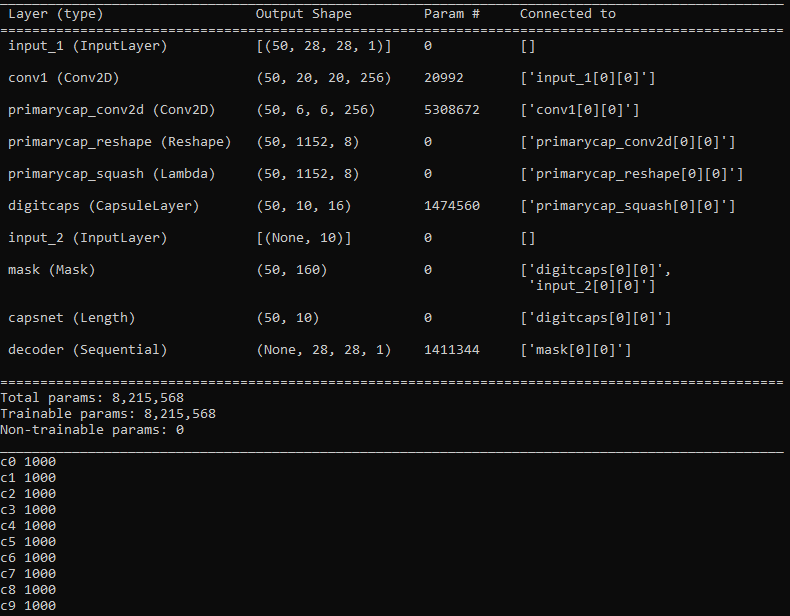 Layer (type) Output Shape Param # Connected to
input_1 (InputLayer) [(50, 28, 28, 1)] 0 []
conv1 (Conv2D) (50, 20, 20, 256) 20992 ['input_1[0][0]']
primarycap_conv2d (Conv2D) (50, 6, 6, 256) 5308672 ['conv1[0][0]']
primarycap_reshape (Reshape) (50, 1152, 8) 0 ['primarycap_conv2d[0][0]']
primarycap_squash (Lambda) (50, 1152, 8) 0 ['primarycap_reshape[0][0]']
digitcaps (CapsuleLayer) (50, 10, 16) 1474560 ['primarycap_squash[0][0]']
input_2 (InputLayer) [(None, 10)] 0 []
mask (Mask) (50, 160) 0 ['digitcaps[0][0]',
'input_2[0][0]']
capsnet (Length) (50, 10) 0 ['digitcaps[0][0]']
decoder (Sequential) (None, 28, 28, 1) 1411344 ['mask[0][0]']
Total params: 8,215,568
Trainable params: 8,215,568
Non-trainable params: 0
c0 1000
c1 1000
c2 1000
c3 1000
c4 1000
c5 1000
c6 1000
c7 1000
c8 1000
c9 1000